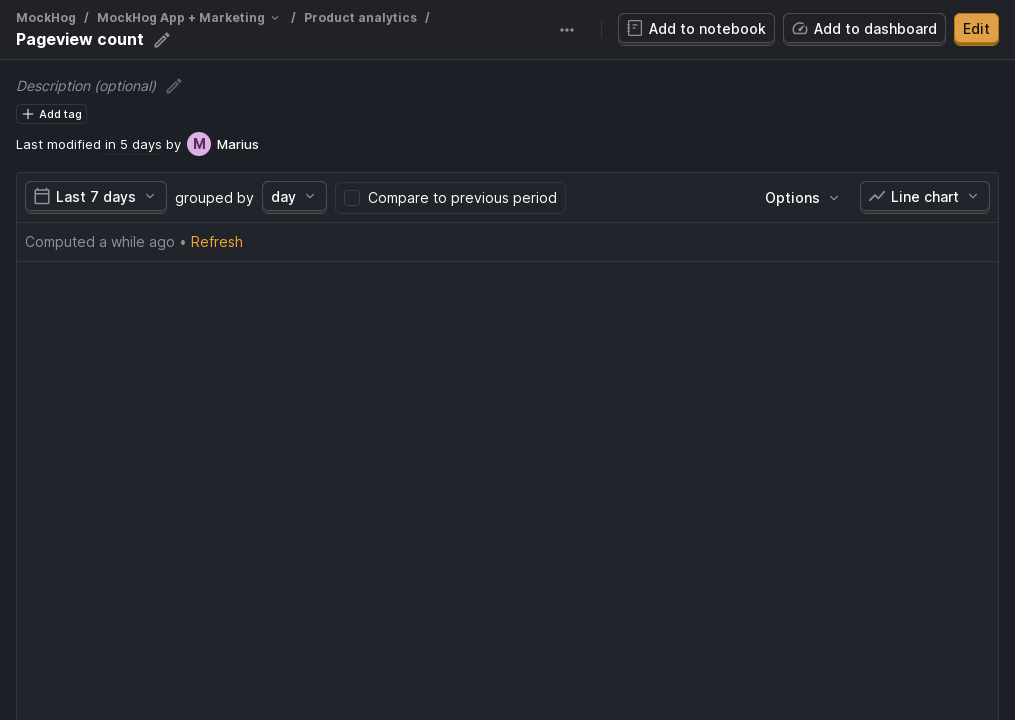 MockHog / MockHog App + Marketing / Product analytics /
Pageview count
Add to notebook
Add to dashboard
Edit
Description (optional)
Add tag
Last modified in 5 days by M Marius
Last 7 days grouped by day Compare to previous period Options Line chart
Computed a while ago • Refresh